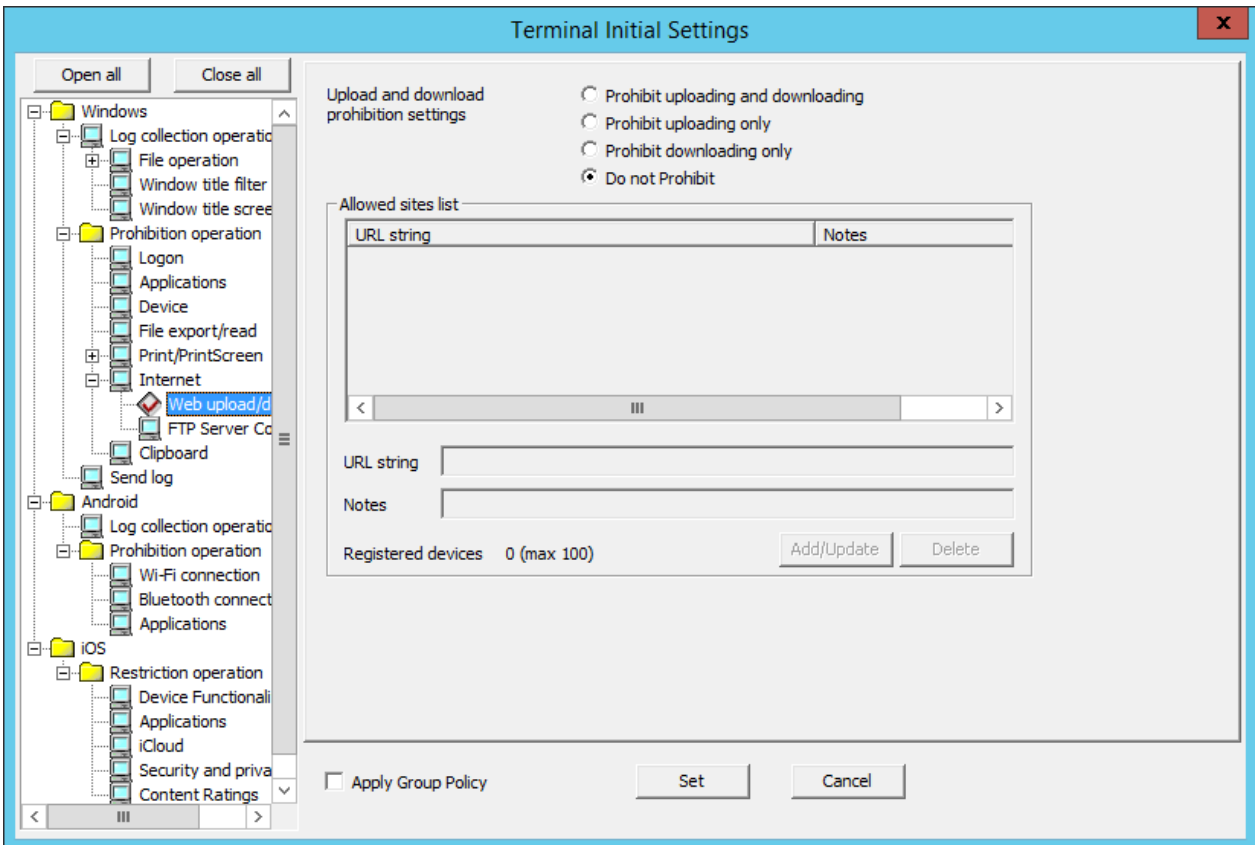 Terminal Initial Settings
x
Open all
Close all
Windows
Log collection operatio
File operation
Window title filter
Window title scree
Prohibition operation
Logon
Applications
Device
File export/read
Print/PrintScreen
Internet
Web upload/d
FTP Server Co
Clipboard
Send log
Android
Log collection operatio
Prohibition operation
Wi-Fi connection
Bluetooth connect
Applications
iOS
Restriction operation
Device Functionali
Applications
iCloud
Security and priva
Content Ratings
Upload and download
prohibition settings
Prohibit uploading and downloading
Prohibit uploading only
Prohibit downloading only
Do not Prohibit
Allowed sites list
URL string
Notes
URL string
Notes
Registered devices 0 (max 100)
Add/Update
Delete
Apply Group Policy
Set
Cancel